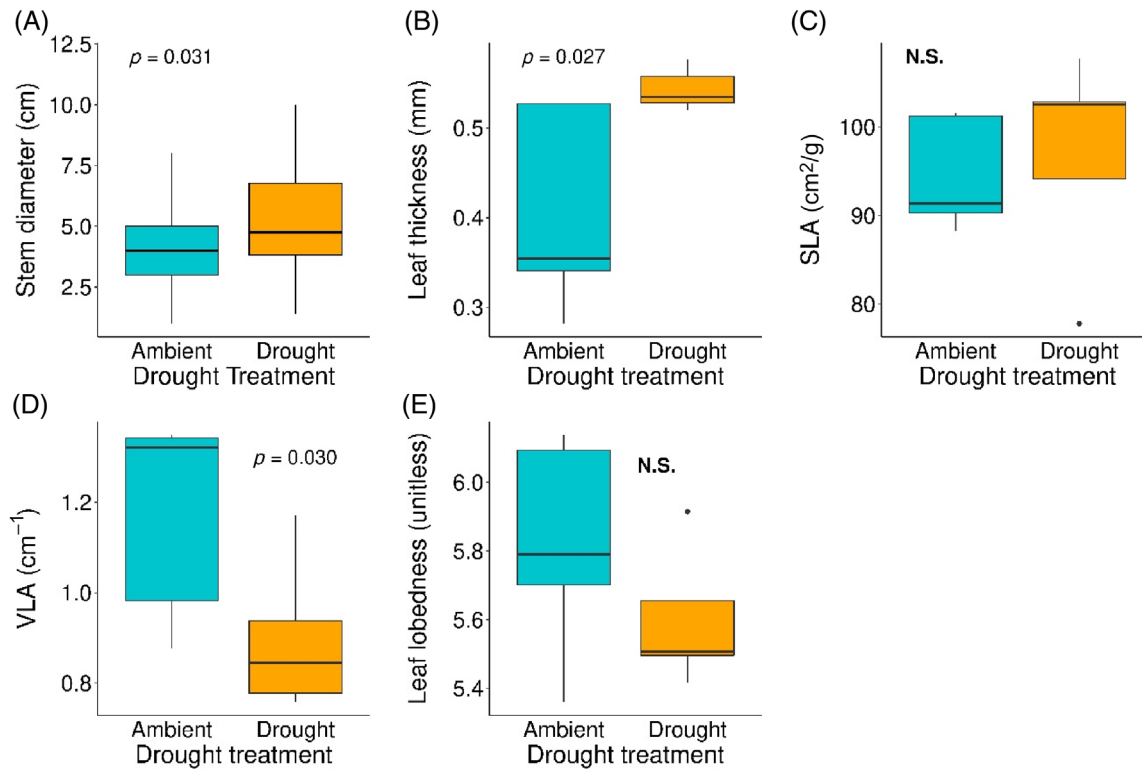 (A)
12.5
10.0
7.5
5.0
2.5
Stem diameter (cm)
p = 0.031
Ambient Drought
Drought Treatment
(B)
0.5
0.4
0.3
Leaf thickness (mm)
p = 0.027
Ambient Drought
Drought treatment
(C)
100
90
80
SLA (cm²/g)
N.S.
Ambient Drought
Drought treatment
(D)
1.2
1.0
0.8
VLA (cm⁻¹)
p = 0.030
Ambient Drought
Drought treatment
(E)
6.0
5.8
5.6
5.4
Leaf lobedness (unitless)
N.S.
Ambient Drought
Drought treatment